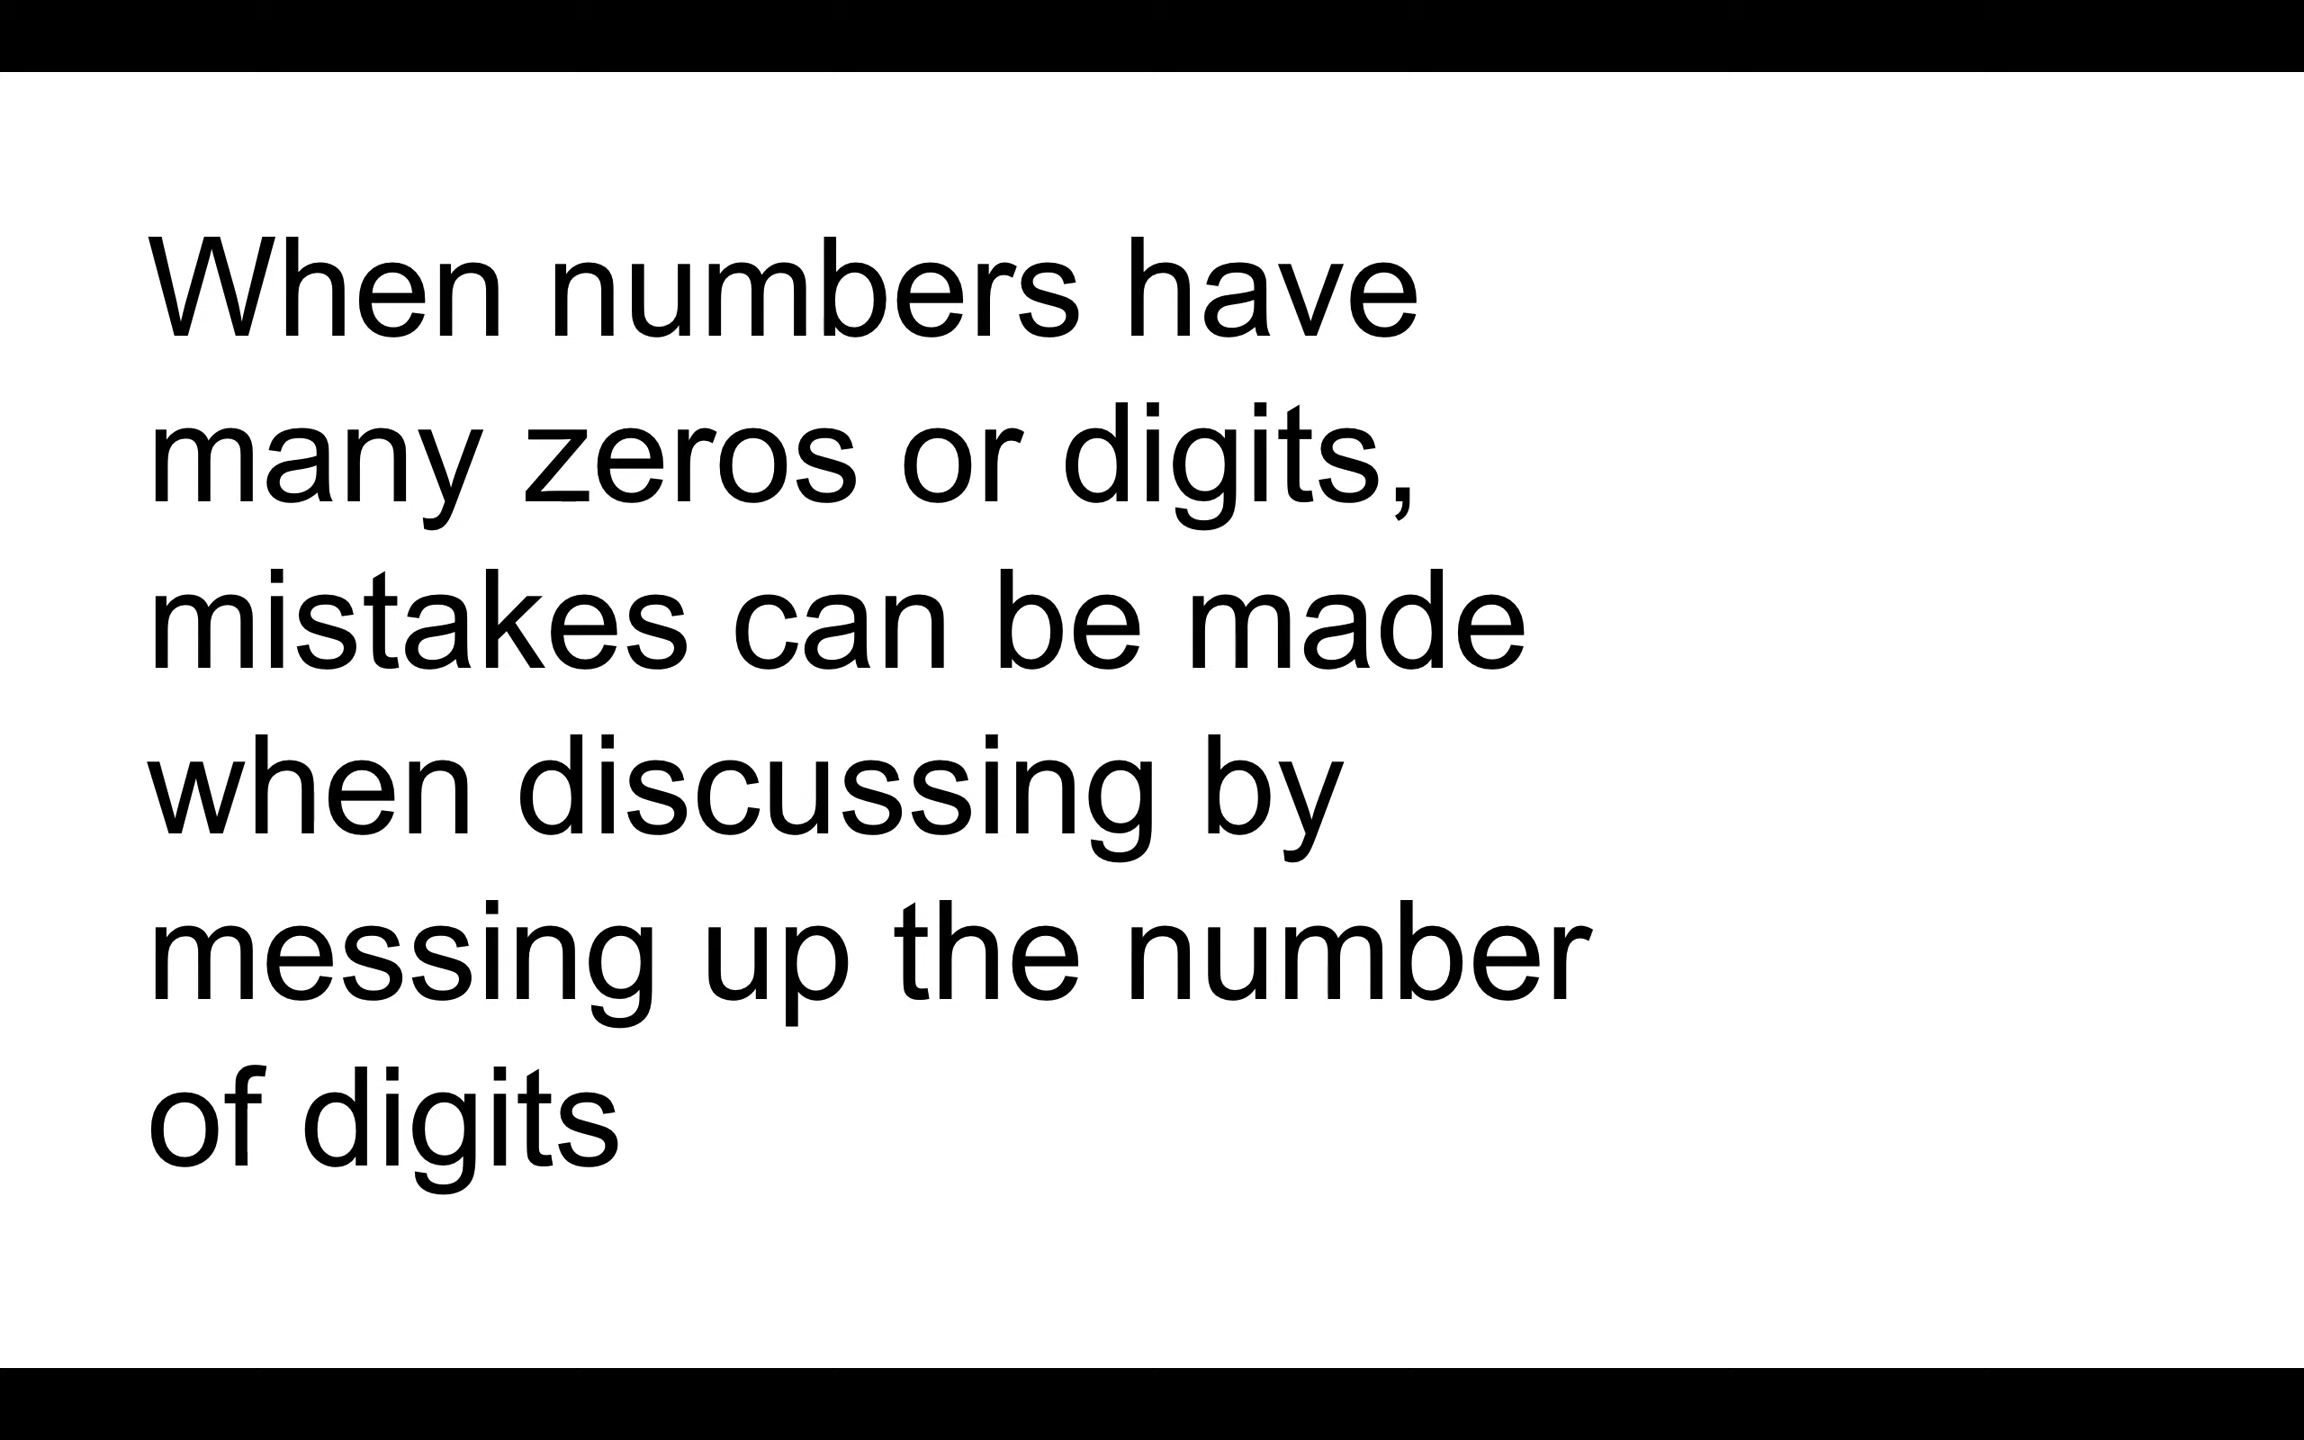 When numbers have
many zeros or digits,
mistakes can be made
when discussing by
messing up the number
of digits